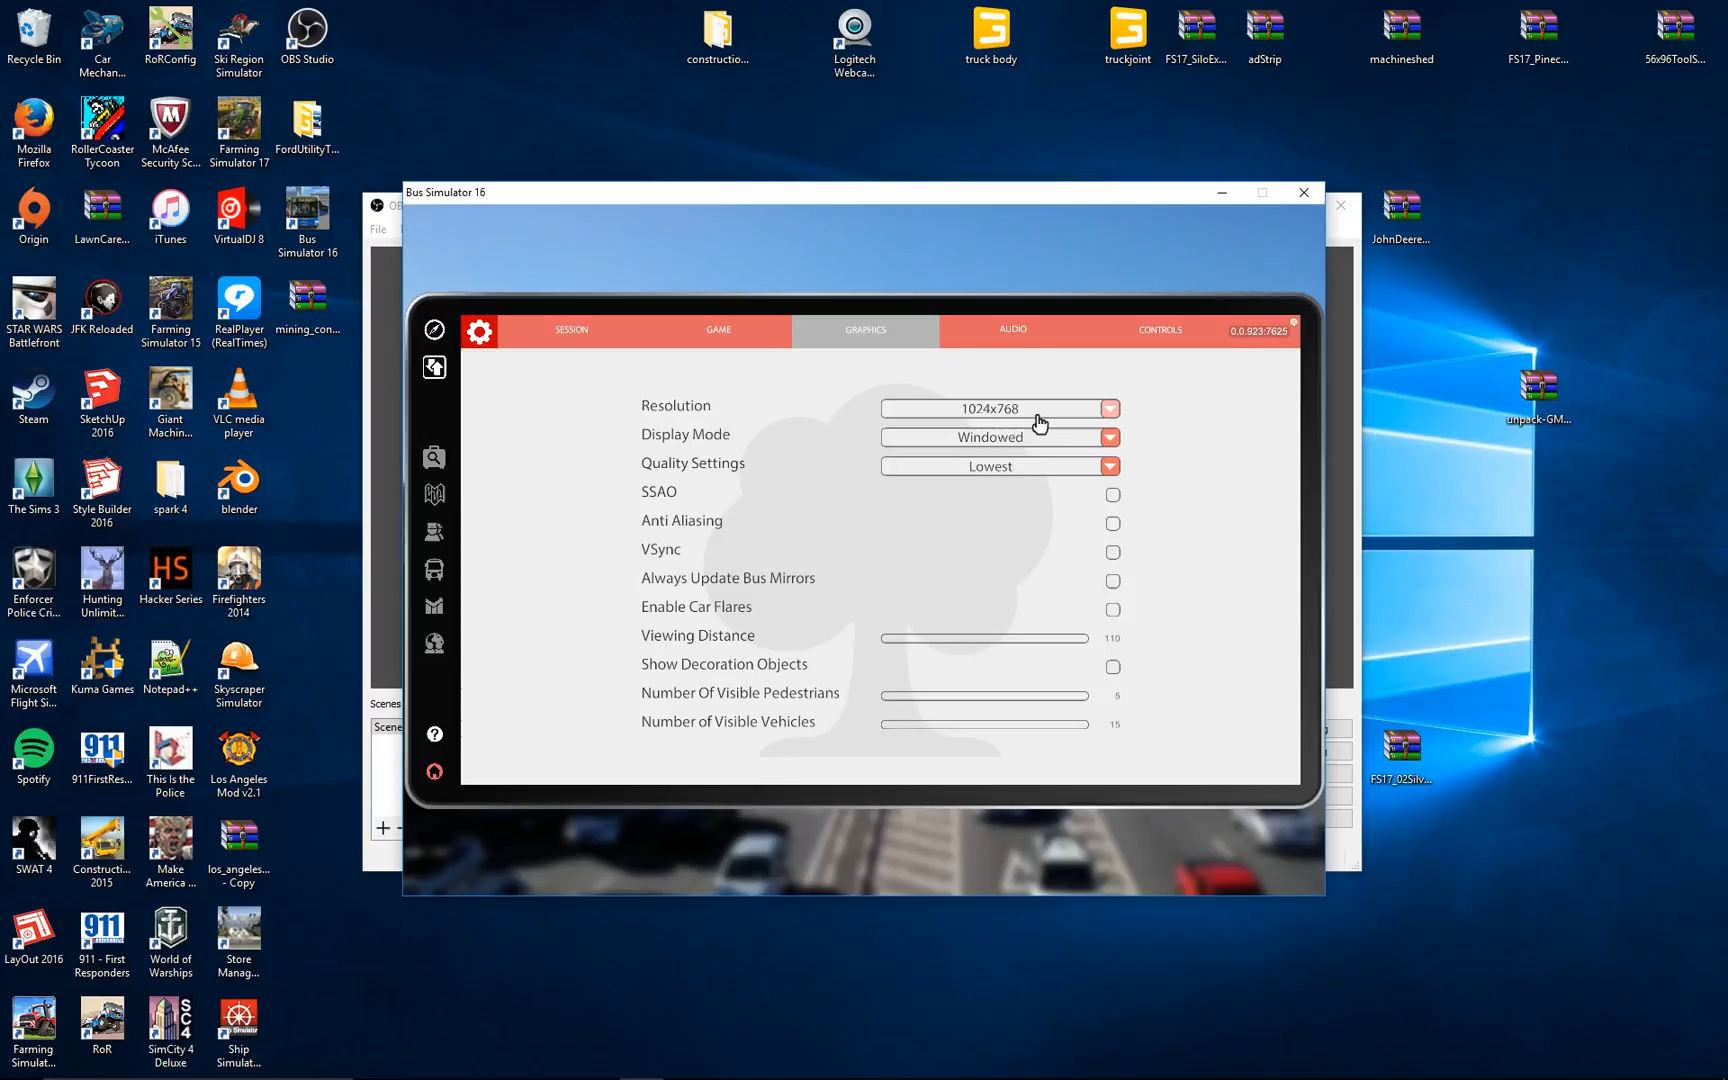 Recycle Bin
Car Mechan...
RoRConfig
Ski Region Simulator
OBS Studio
constructio...
Logitech Webca...
truck body
truckjoint
FS17_SiloEx...
adStrip
machineshed
FS17_Pinec...
56x96ToolS...
Mozilla Firefox
RollerCoaster Tycoon
McAfee Security Sc...
Farming Simulator 17
FordUtilityT...
Origin
LawnCare...
iTunes
VirtualDJ 8
Bus Simulator 16
JohnDeere...
STAR WARS Battlefront
JFK Reloaded
Farming Simulator 15
RealPlayer (RealTimes)
mining_con...
Steam
SketchUp 2016
Giant Machin...
VLC media player
unpack-GM...
The Sims 3
Style Builder 2016
spark 4
blender
Enforcer Police Cri...
Hunting Unlimit...
HS
Hacker Series
Firefighters 2014
Microsoft Flight Si...
Kuma Games
Notepad++
Skyscraper Simulator
Spotify
911
911FirstRes...
This Is the Police
Los Angeles Mod v2.1
FS17_02Silv...
SWAT 4
Constructi... 2015
Make America ...
los_angeles... - Copy
LayOut 2016
911
911 - First Responders
World of Warships
Store Manag...
Farming Simulat...
RoR
SC4
SimCity 4 Deluxe
Ship Simulat...
File
Scenes
Scene
Bus Simulator 16
SESSION
GAME
GRAPHICS
AUDIO
CONTROLS
0.0.923:7625
Resolution
1024x768
Display Mode
Windowed
Quality Settings
Lowest
SSAO
Anti Aliasing
VSync
Always Update Bus Mirrors
Enable Car Flares
Viewing Distance
110
Show Decoration Objects
Number Of Visible Pedestrians
5
Number of Visible Vehicles
15